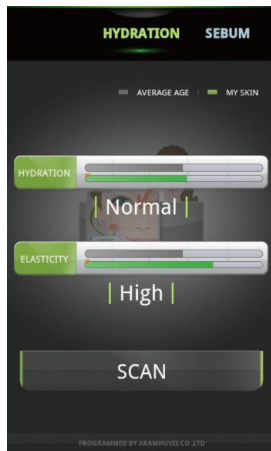 HYDRATION SEBUM
AVERAGE AGE MY SKIN
HYDRATION
Normal
ELASTICITY
High
SCAN
PROGRAMMED BY ARAMHUVIS CO.,LTD